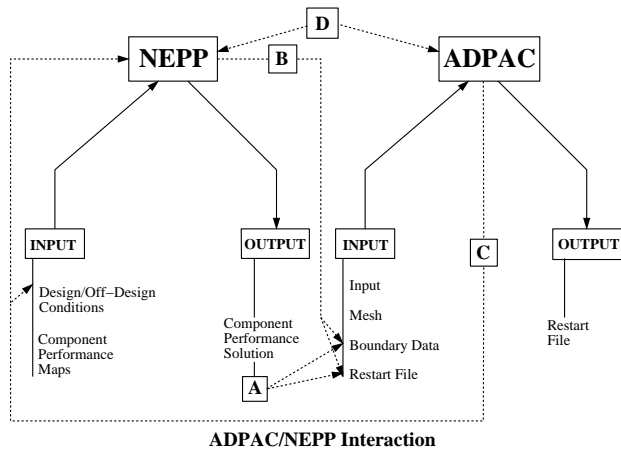 D
NEPP
B
ADPAC
INPUT
OUTPUT
INPUT
C
OUTPUT
Design/Off−Design
Conditions
Component
Performance
Maps
Component
Performance
Solution
A
Input
Mesh
Boundary Data
Restart File
Restart
File
ADPAC/NEPP Interaction